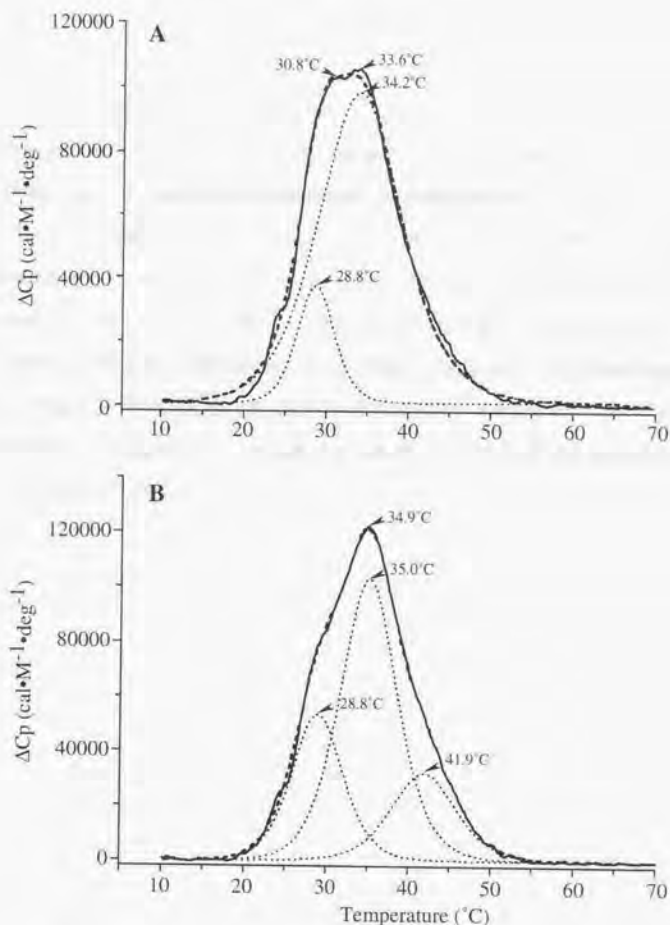 A
120000
80000
40000
0
ΔCp (cal•M⁻¹•deg⁻¹)
30.8°C
33.6°C
34.2°C
28.8°C
10 20 30 40 50 60 70
B
120000
80000
40000
0
ΔCp (cal•M⁻¹•deg⁻¹)
34.9°C
35.0°C
28.8°C
41.9°C
10 20 30 40 50 60 70
Temperature (°C)